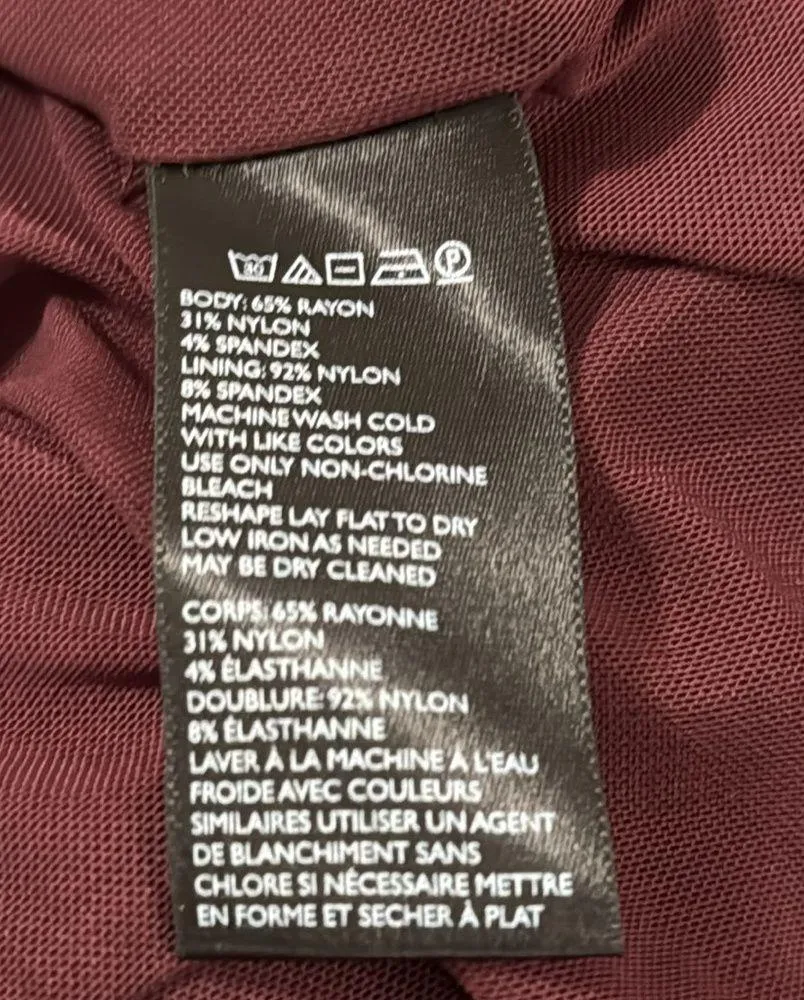 30 P
BODY: 65% RAYON
31% NYLON
4% SPANDEX
LINING: 92% NYLON
8% SPANDEX
MACHINE WASH COLD
WITH LIKE COLORS
USE ONLY NON-CHLORINE
BLEACH
RESHAPE LAY FLAT TO DRY
LOW IRON AS NEEDED
MAY BE DRY CLEANED
CORPS: 65% RAYONNE
31% NYLON
4% ÉLASTHANNE
DOUBLURE: 92% NYLON
8% ÉLASTHANNE
LAVER À LA MACHINE À L'EAU
FROIDE AVEC COULEURS
SIMILAIRES UTILISER UN AGENT
DE BLANCHIMENT SANS
CHLORE SI NÉCESSAIRE METTRE
EN FORME ET SECHER À PLAT